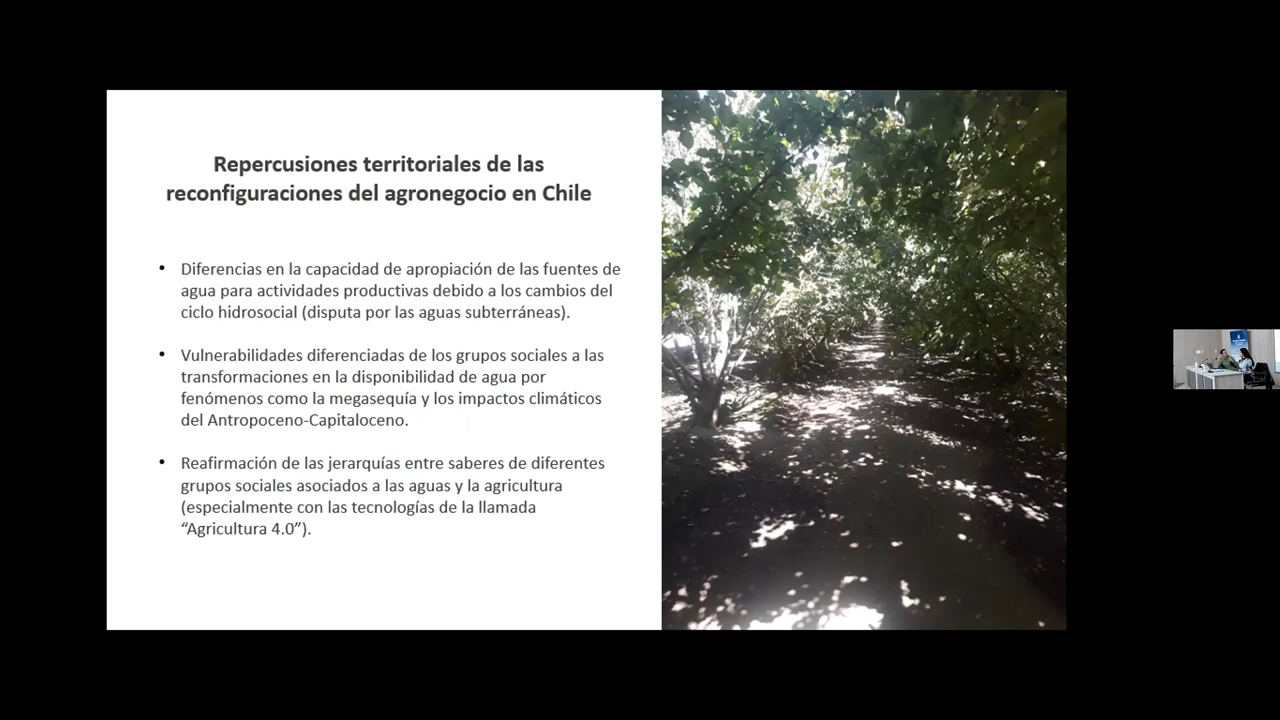 Repercusiones territoriales de las
reconfiguraciones del agronegocio en Chile
• Diferencias en la capacidad de apropiación de las fuentes de
agua para actividades productivas debido a los cambios del
ciclo hidrosocial (disputa por las aguas subterráneas).
• Vulnerabilidades diferenciadas de los grupos sociales a las
transformaciones en la disponibilidad de agua por
fenómenos como la megasequía y los impactos climáticos
del Antropoceno-Capitaloceno.
• Reafirmación de las jerarquías entre saberes de diferentes
grupos sociales asociados a las aguas y la agricultura
(especialmente con las tecnologías de la llamada
“Agricultura 4.0”).